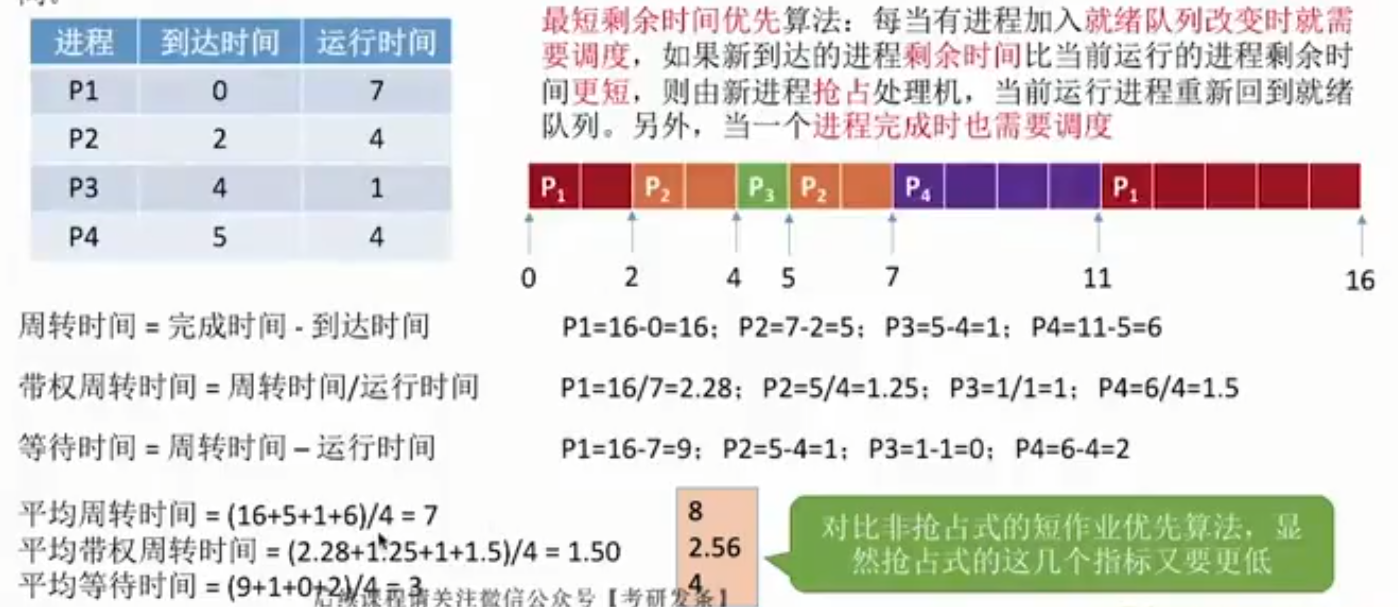 间。
进程 到达时间 运行时间
P1 0 7
P2 2 4
P3 4 1
P4 5 4
最短剩余时间优先算法：每当有进程加入就绪队列改变时就需
要调度，如果新到达的进程剩余时间比当前运行的进程剩余时
间更短，则由新进程抢占处理机，当前运行进程重新回到就绪
队列。另外，当一个进程完成时也需要调度
P1 P2 P3 P2 P4 P1
0 2 4 5 7 11 16
周转时间 = 完成时间 - 到达时间 P1=16-0=16；P2=7-2=5；P3=5-4=1；P4=11-5=6
带权周转时间 = 周转时间/运行时间 P1=16/7=2.28；P2=5/4=1.25；P3=1/1=1；P4=6/4=1.5
等待时间 = 周转时间 – 运行时间 P1=16-7=9；P2=5-4=1；P3=1-1=0；P4=6-4=2
平均周转时间 = (16+5+1+6)/4 = 7 8
平均带权周转时间 = (2.28+1.25+1+1.5)/4 = 1.50 2.56
平均等待时间 = (9+1+0+2)/4 = 3 4
对比非抢占式的短作业优先算法，显
然抢占式的这几个指标又要更低
后续课程请关注微信公众号【考研发条】